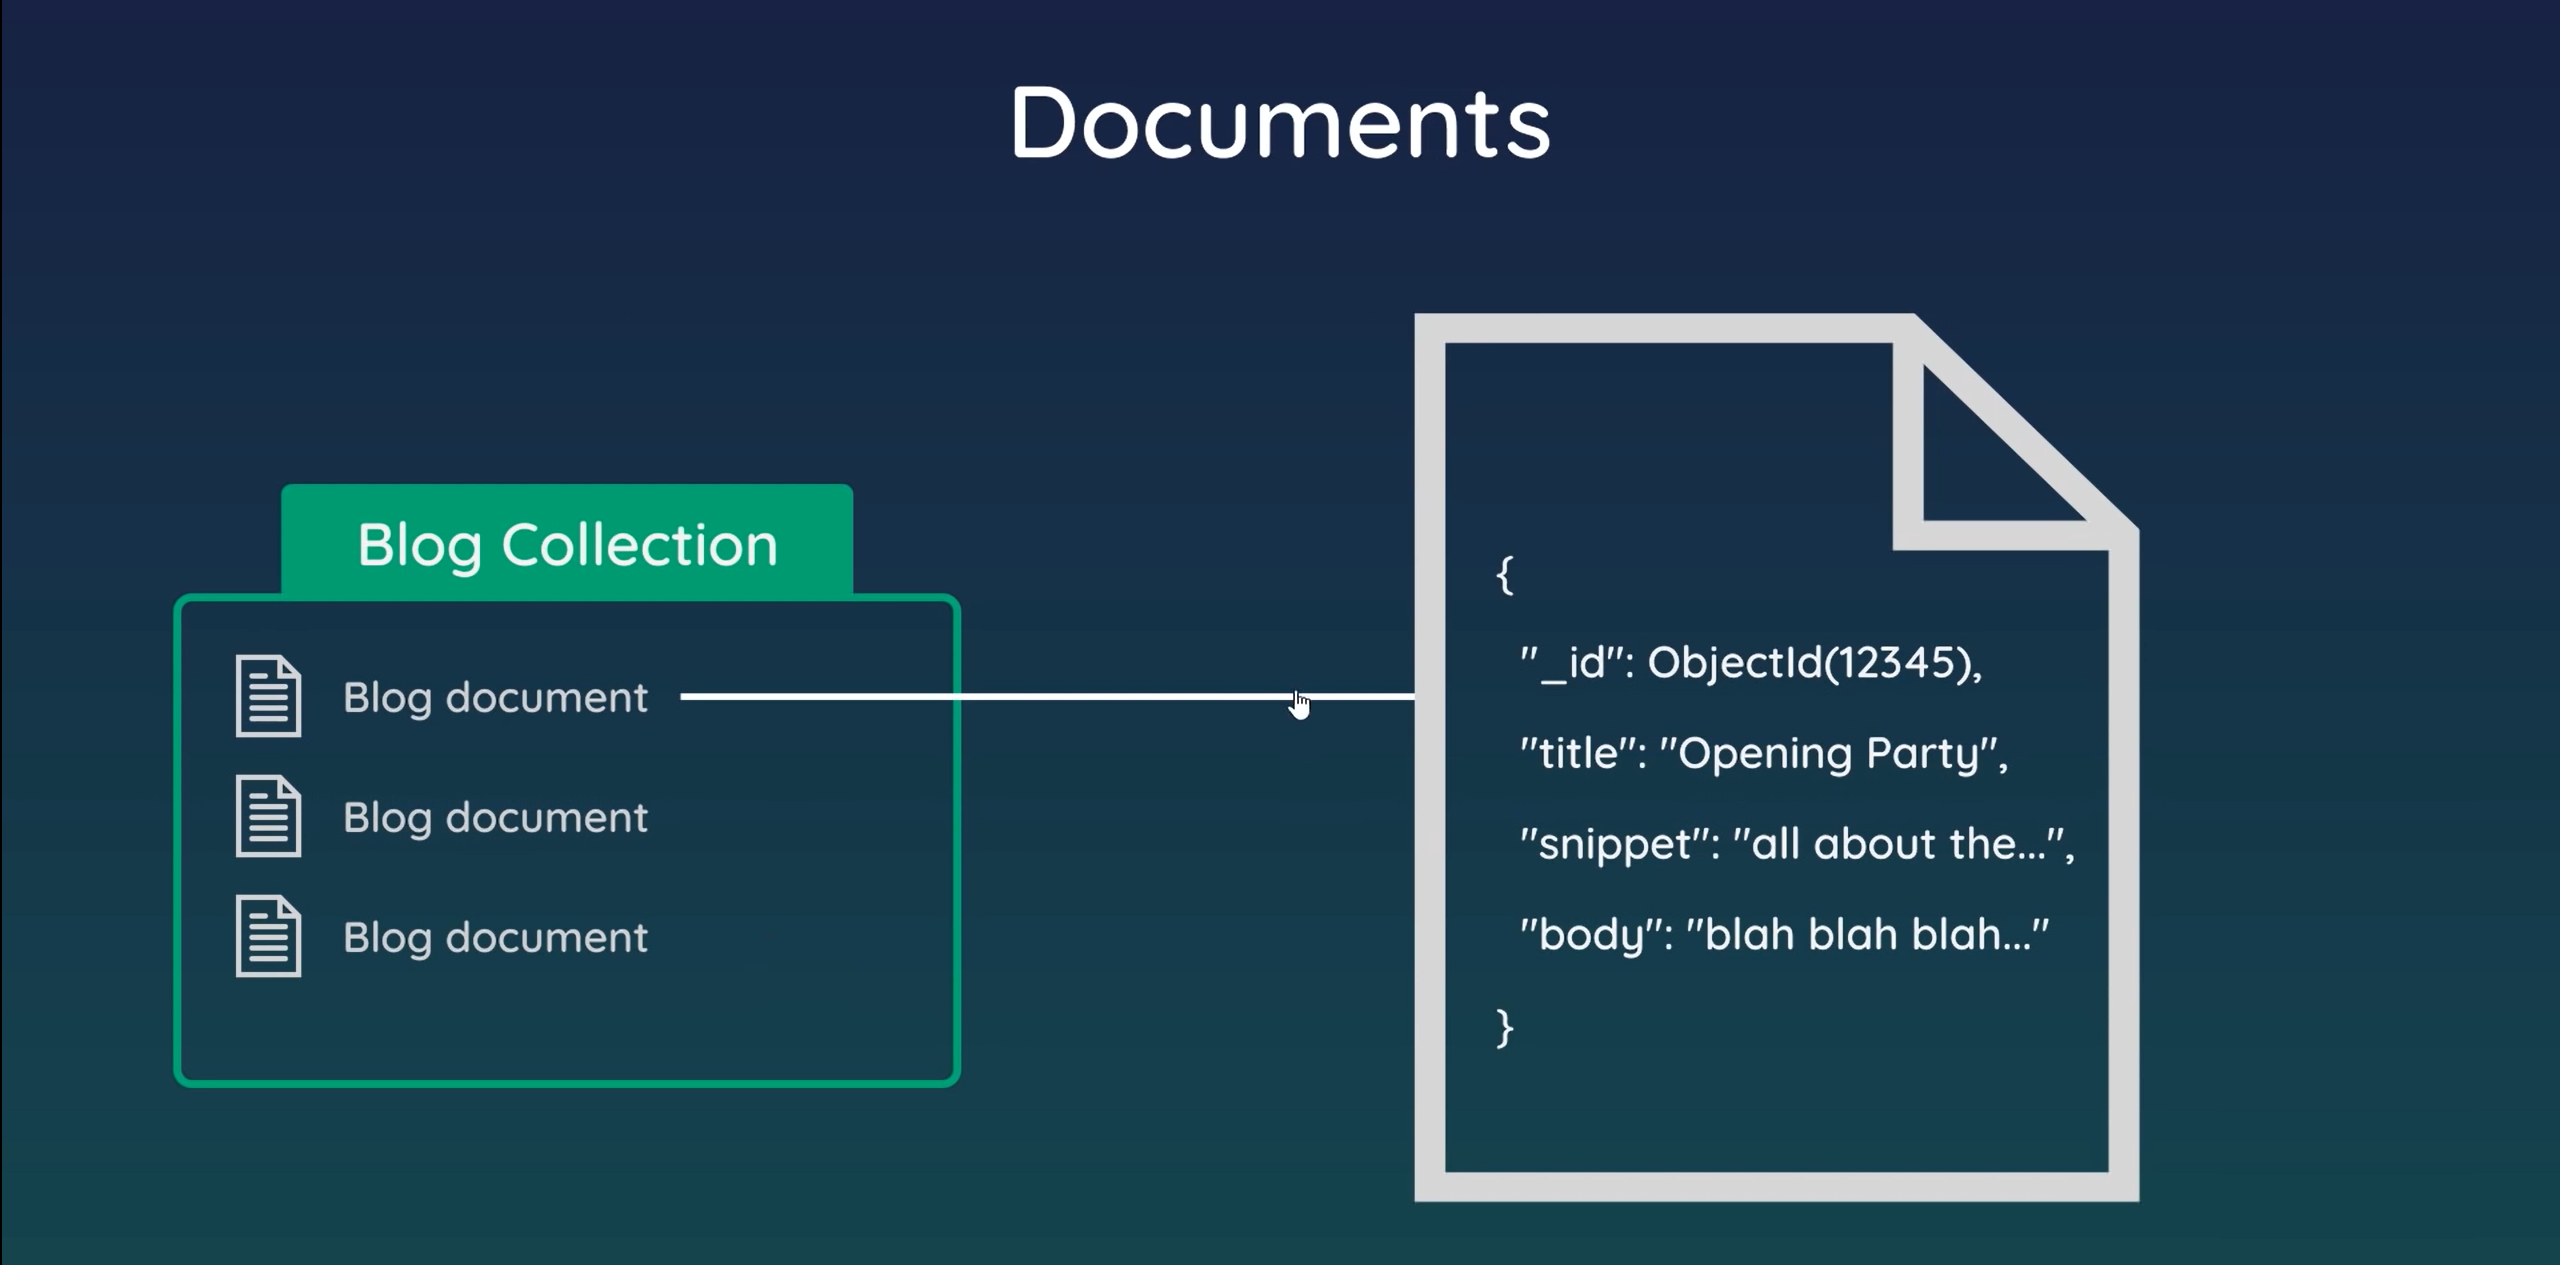 Documents
Blog Collection
Blog document
Blog document
Blog document
{
"_id": ObjectId(12345),
"title": "Opening Party",
"snippet": "all about the...",
"body": "blah blah blah..."
}